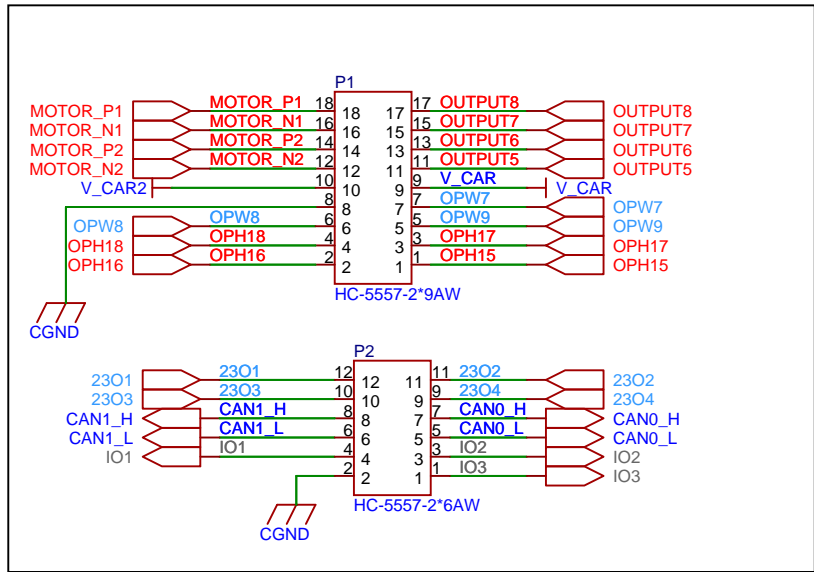 P1
MOTOR_P1 MOTOR_P1 18 18 17 17 OUTPUT8 OUTPUT8
MOTOR_N1 MOTOR_N1 16 16 15 15 OUTPUT7 OUTPUT7
MOTOR_P2 MOTOR_P2 14 14 13 13 OUTPUT6 OUTPUT6
MOTOR_N2 MOTOR_N2 12 12 11 11 OUTPUT5 OUTPUT5
V_CAR2 10 10 9 9 V_CAR V_CAR
8 8 7 7 OPW7 OPW7
OPW8 OPW8 6 6 5 5 OPW9 OPW9
OPH18 OPH18 4 4 3 3 OPH17 OPH17
OPH16 OPH16 2 2 1 1 OPH15 OPH15
HC-5557-2*9AW
CGND
P2
23O1 23O1 12 12 11 11 23O2 23O2
23O3 23O3 10 10 9 9 23O4 23O4
CAN1_H CAN1_H 8 8 7 7 CAN0_H CAN0_H
CAN1_L CAN1_L 6 6 5 5 CAN0_L CAN0_L
IO1 IO1 4 4 3 3 IO2 IO2
2 2 1 1 IO3 IO3
HC-5557-2*6AW
CGND